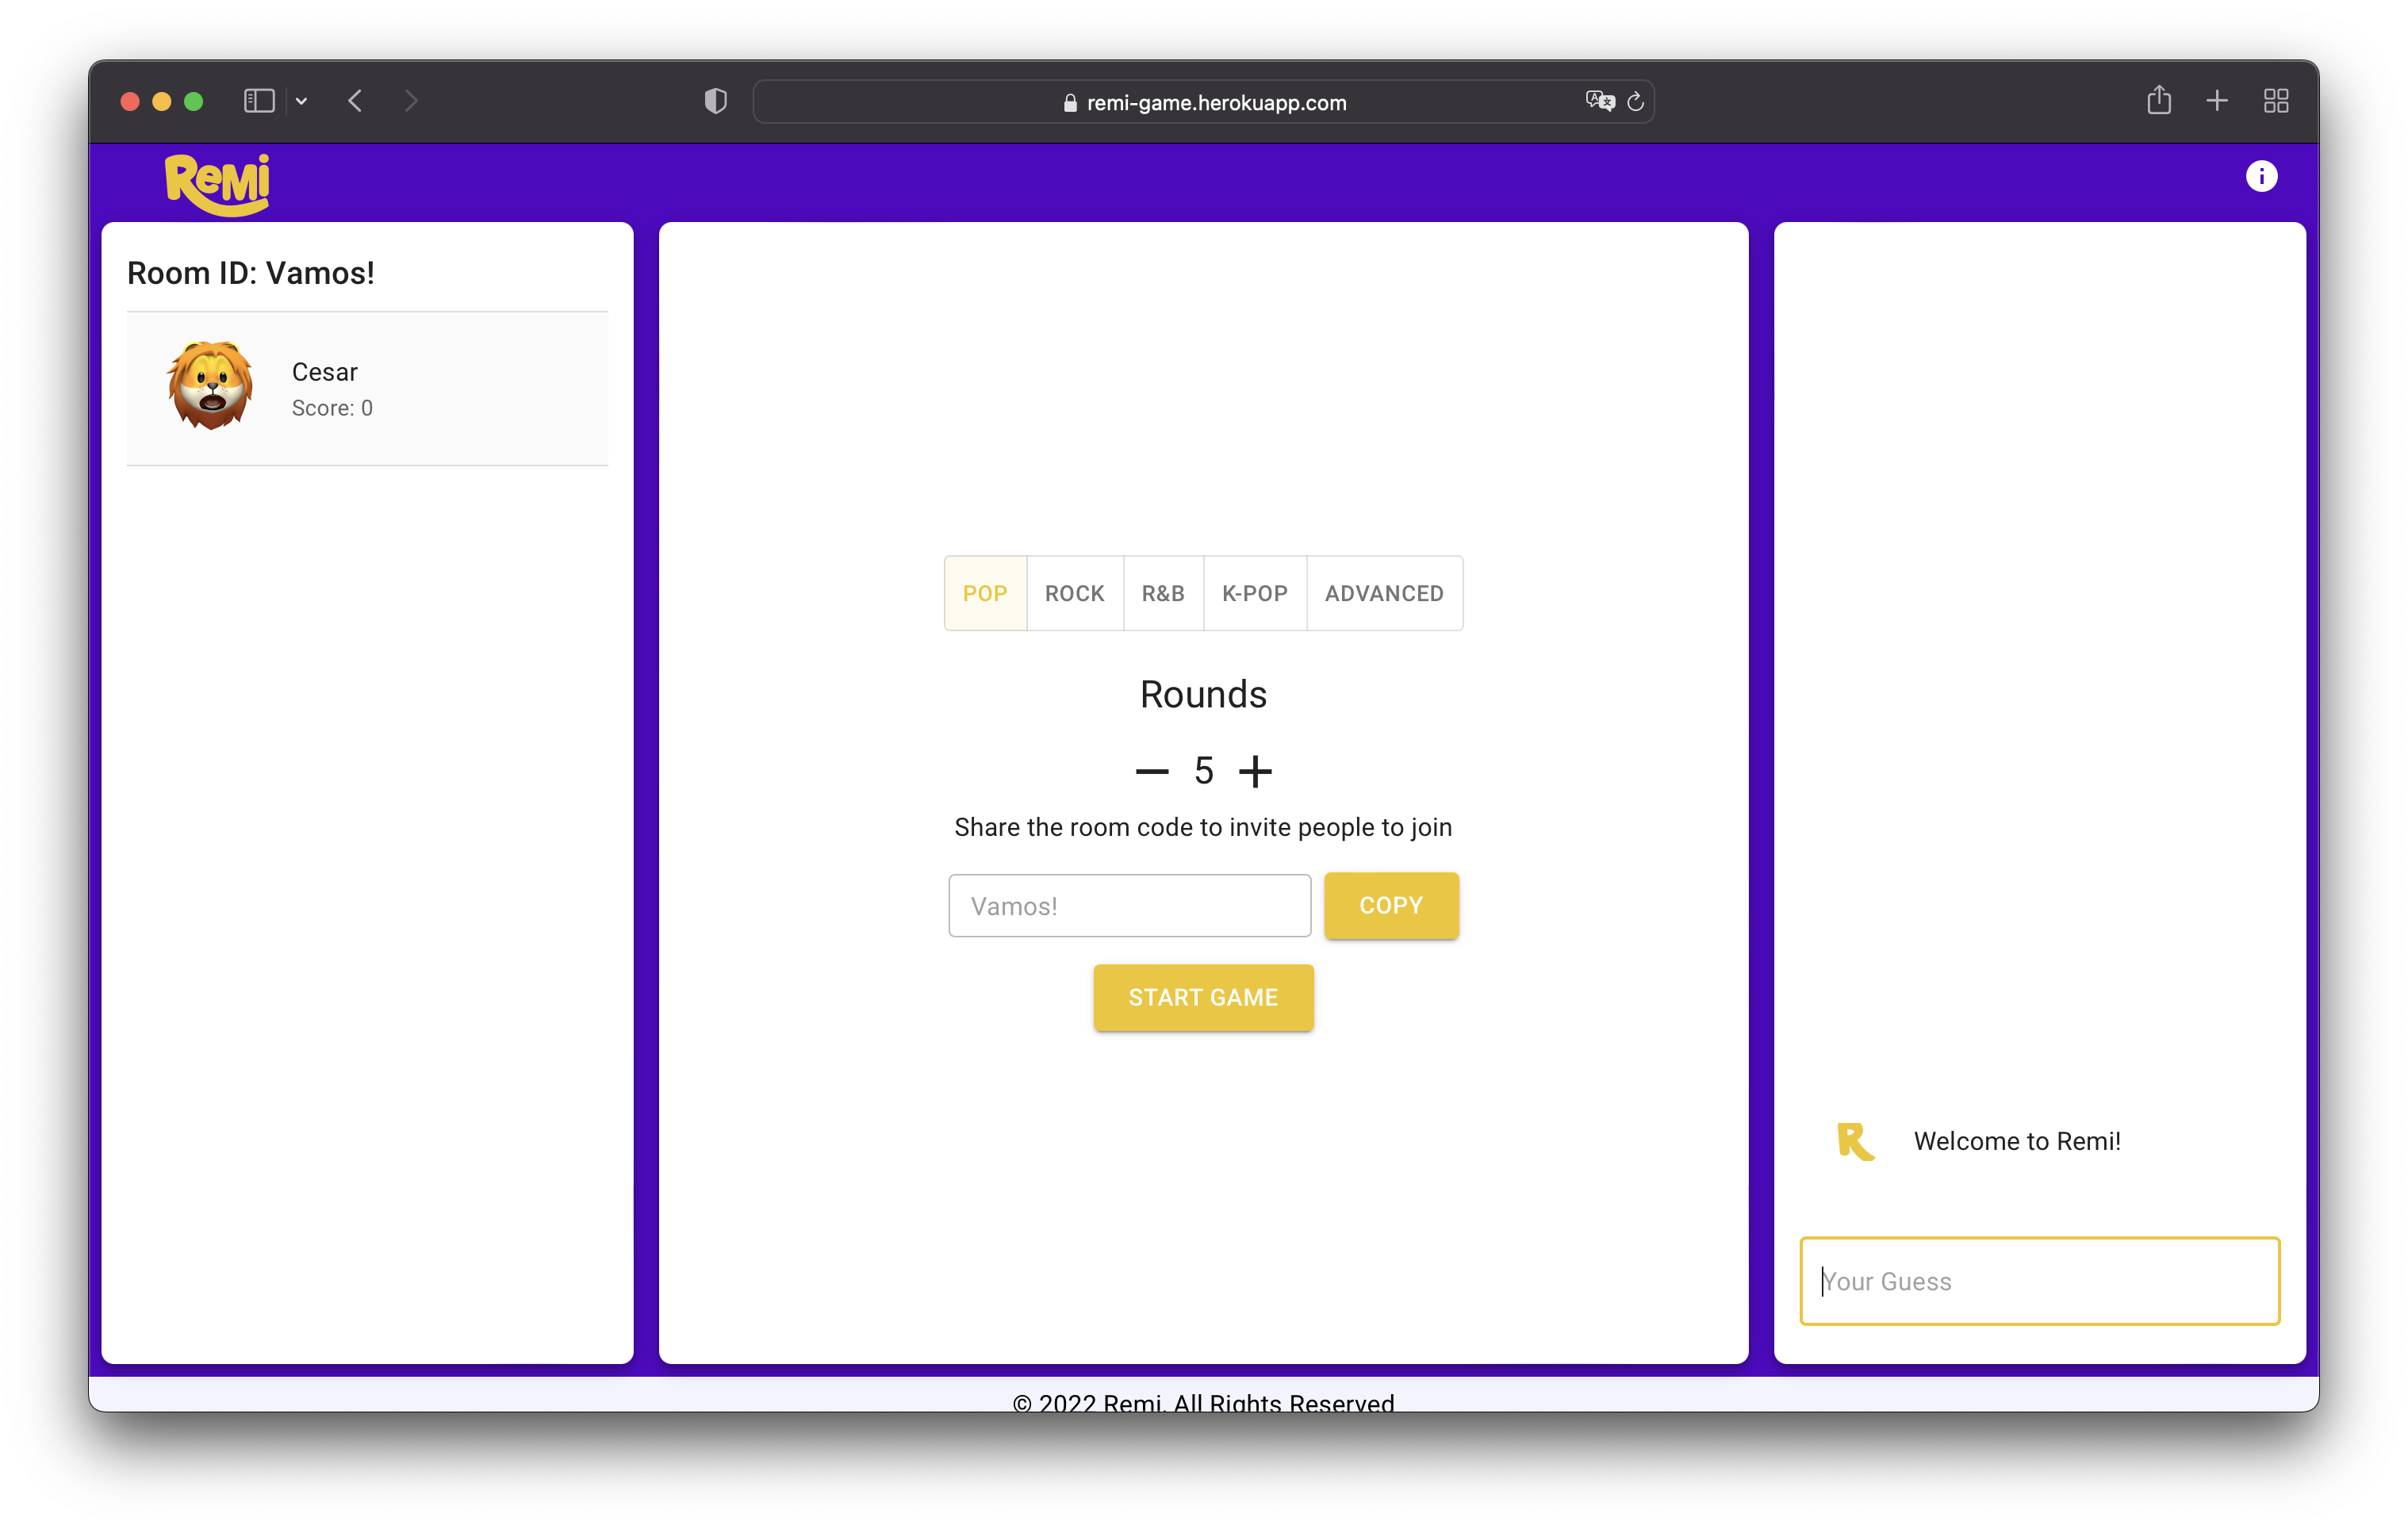 remi-game.herokuapp.com
ReMi
Room ID: Vamos!
Cesar
Score: 0
POP ROCK R&B K-POP ADVANCED
Rounds
5
Share the room code to invite people to join
Vamos! COPY
START GAME
R Welcome to Remi!
Your Guess
© 2022 Remi. All Rights Reserved